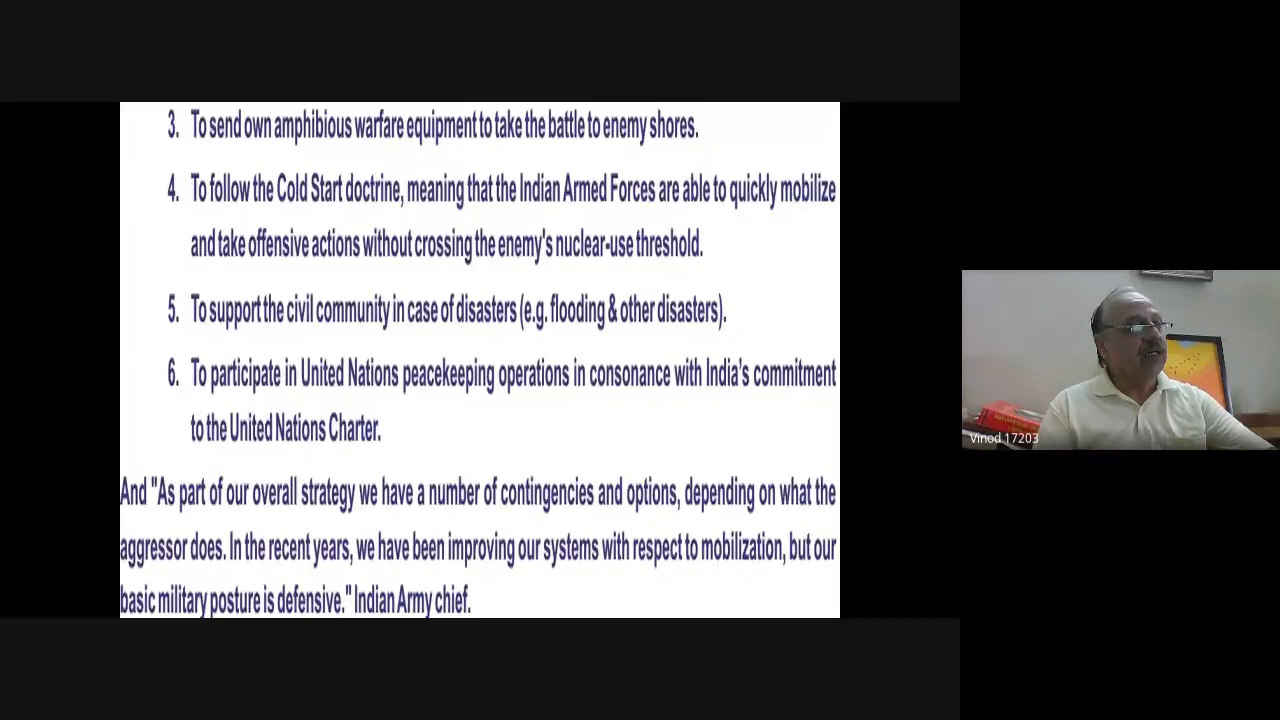 3. To send own amphibious warfare equipment to take the battle to enemy shores.
4. To follow the Cold Start doctrine, meaning that the Indian Armed Forces are able to quickly mobilize
and take offensive actions without crossing the enemy's nuclear-use threshold.
5. To support the civil community in case of disasters (e.g. flooding & other disasters).
6. To participate in United Nations peacekeeping operations in consonance with India’s commitment
to the United Nations Charter.
And "As part of our overall strategy we have a number of contingencies and options, depending on what the
aggressor does. In the recent years, we have been improving our systems with respect to mobilization, but our
basic military posture is defensive." Indian Army chief.
Vinod 17203